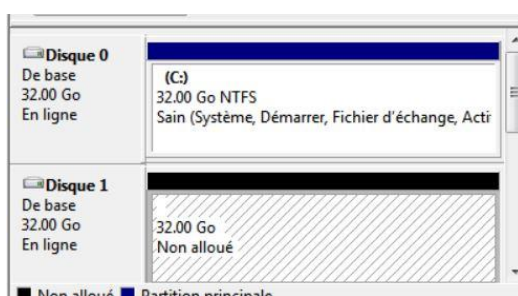 Disque 0
De base
32.00 Go
En ligne
(C:)
32.00 Go NTFS
Sain (Système, Démarrer, Fichier d'échange, Acti
Disque 1
De base
32.00 Go
En ligne
32.00 Go
Non alloué
Non alloué Partition principale